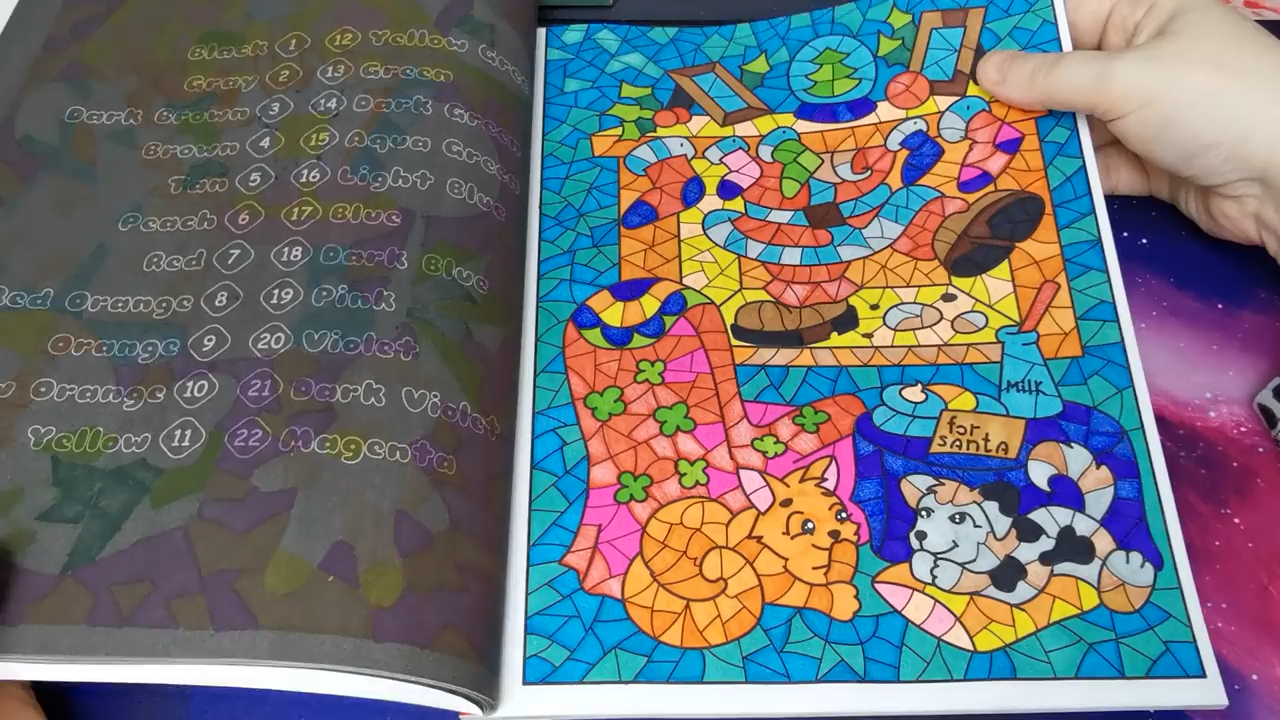 Black 1 12 Yellow Gre
Gray 2 13 Green
Dark Brown 3 14 Dark Green
Brown 4 15 Aqua Green
Tan 5 16 Light Blue
Peach 6 17 Blue
Red 7 18 Dark Blue
Red Orange 8 19 Pink
Orange 9 20 Violet
w Orange 10 21 Dark Violet
Yellow 11 22 Magenta
MILK
for
SANTA